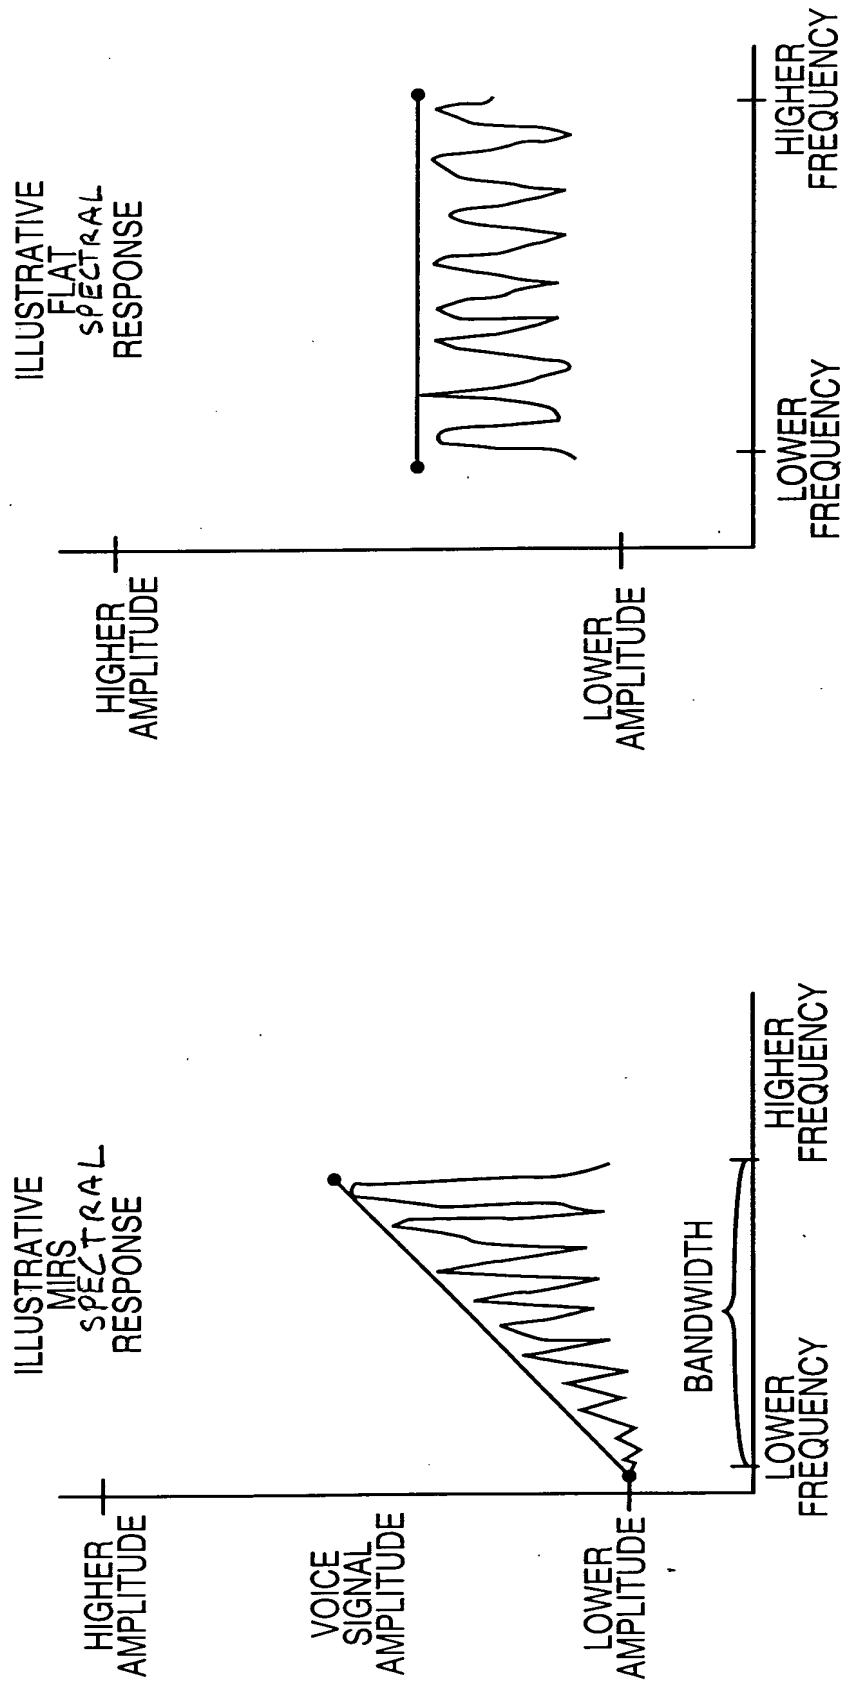 ILLUSTRATIVE
MIRS
SPECTRAL
RESPONSE
HIGHER
AMPLITUDE
VOICE
SIGNAL
AMPLITUDE
LOWER
AMPLITUDE
BANDWIDTH
LOWER
FREQUENCY
HIGHER
FREQUENCY
ILLUSTRATIVE
FLAT
SPECTRAL
RESPONSE
HIGHER
AMPLITUDE
LOWER
AMPLITUDE
LOWER
FREQUENCY
HIGHER
FREQUENCY